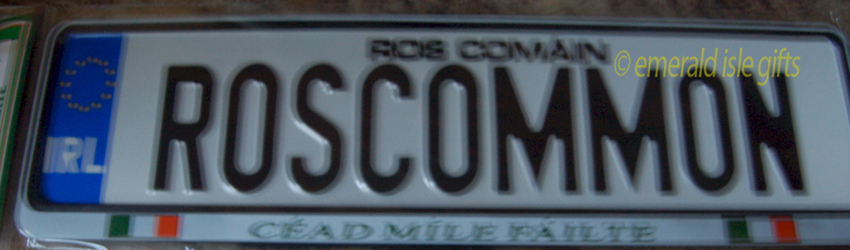 ROS COMÁIN
© emerald isle gifts
ROSCOMMON
IRL
CÉAD MÍLE FÁILTE